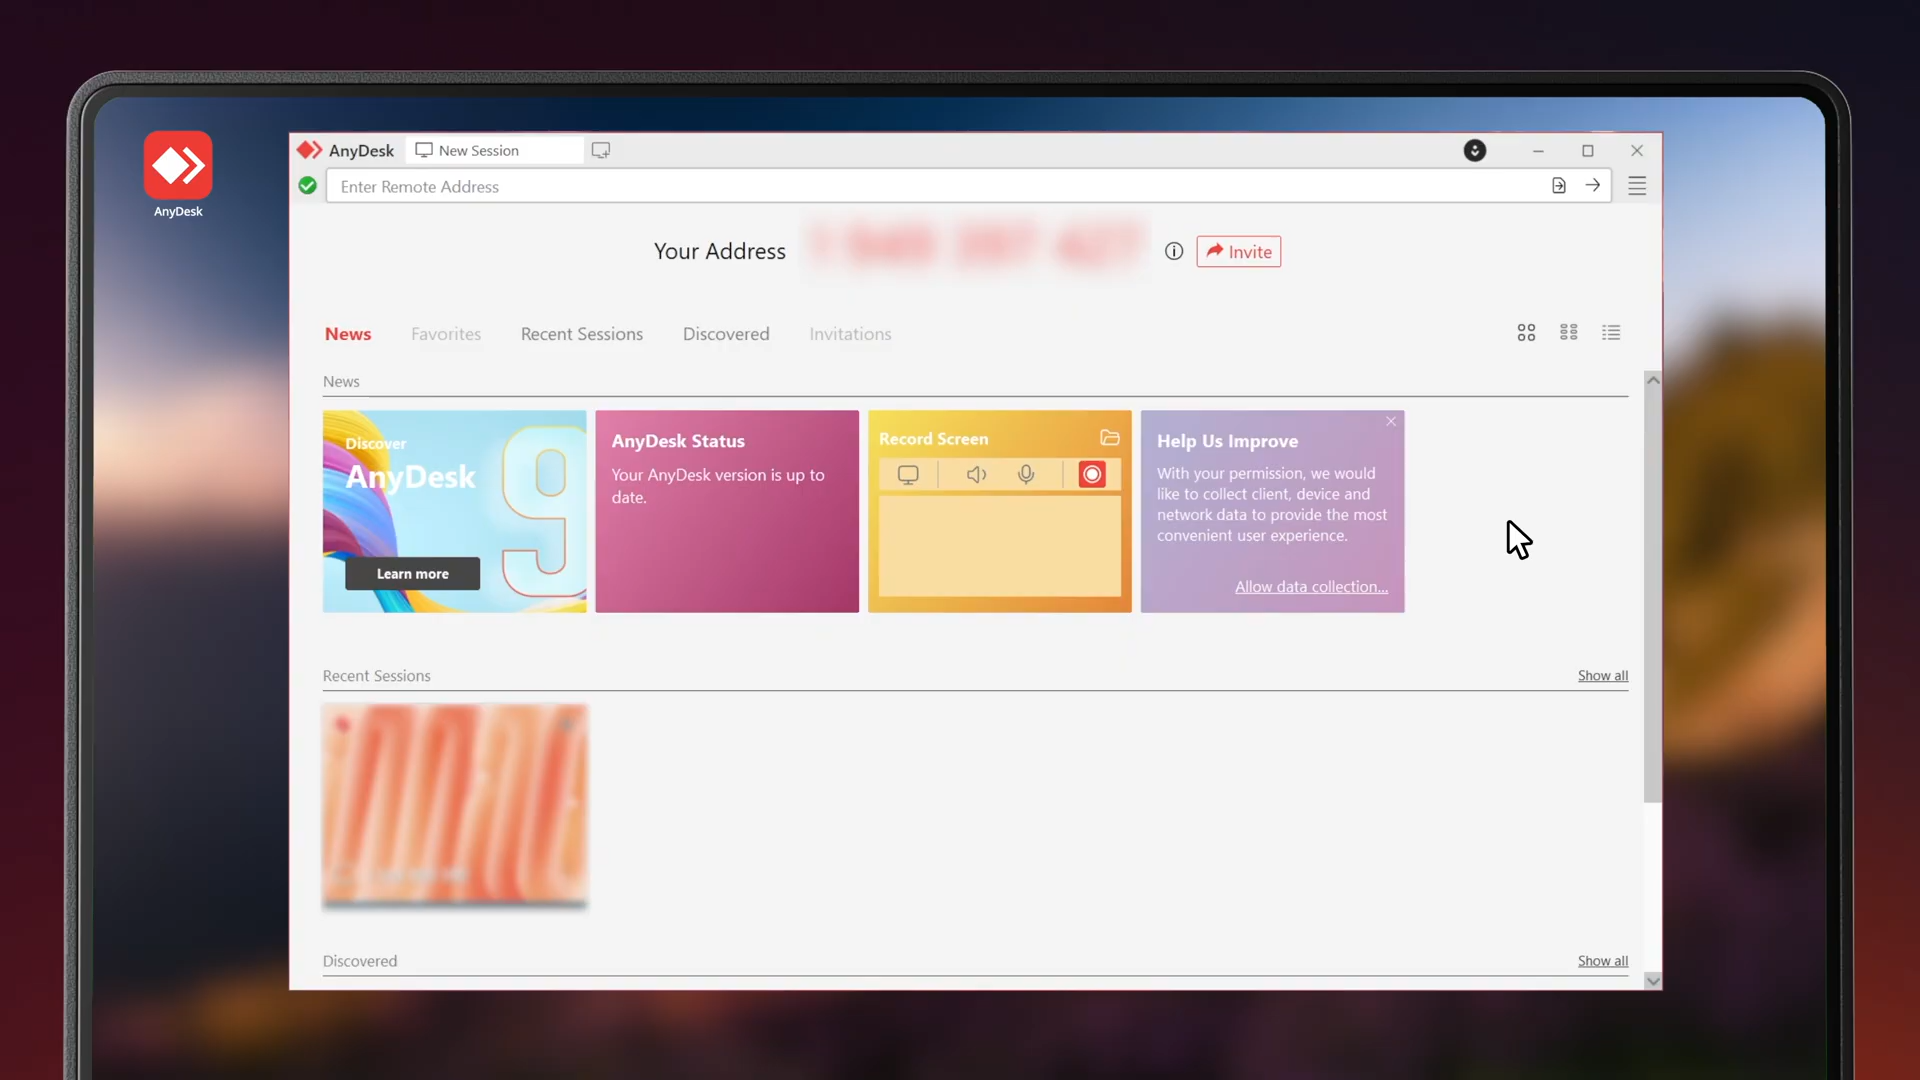 AnyDesk
AnyDesk
New Session
Enter Remote Address
Your Address
Invite
News
Favorites
Recent Sessions
Discovered
Invitations
News
Discover
AnyDesk
9
Learn more
AnyDesk Status
Your AnyDesk version is up to
date.
Record Screen
Help Us Improve
With your permission, we would
like to collect client, device and
network data to provide the most
convenient user experience.
Allow data collection...
Recent Sessions
Show all
Discovered
Show all